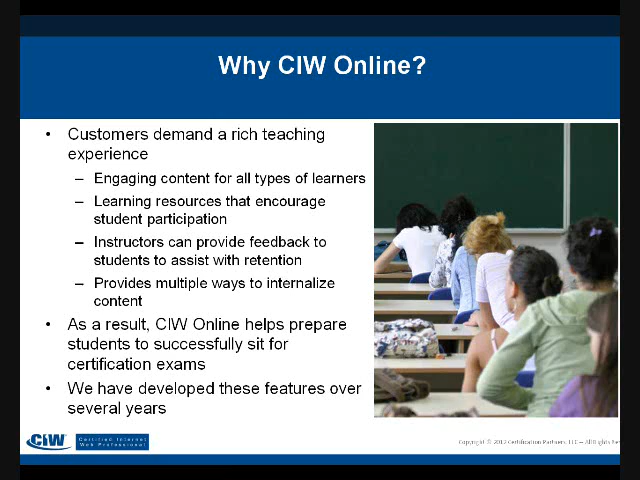 Why CIW Online?
• Customers demand a rich teaching
experience
– Engaging content for all types of learners
– Learning resources that encourage
student participation
– Instructors can provide feedback to
students to assist with retention
– Provides multiple ways to internalize
content
• As a result, CIW Online helps prepare
students to successfully sit for
certification exams
• We have developed these features over
several years
CIW
Certified Internet
Web Professional
Copyright © 2012 Certification Partners, LLC – All Rights